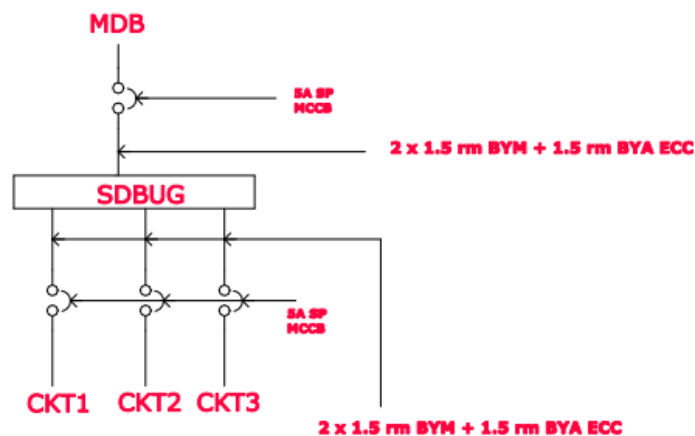 MDB
5A SP
MCCB
2 x 1.5 rm BYM + 1.5 rm BYA ECC
SDBUG
5A SP
MCCB
CKT1 CKT2 CKT3
2 x 1.5 rm BYM + 1.5 rm BYA ECC